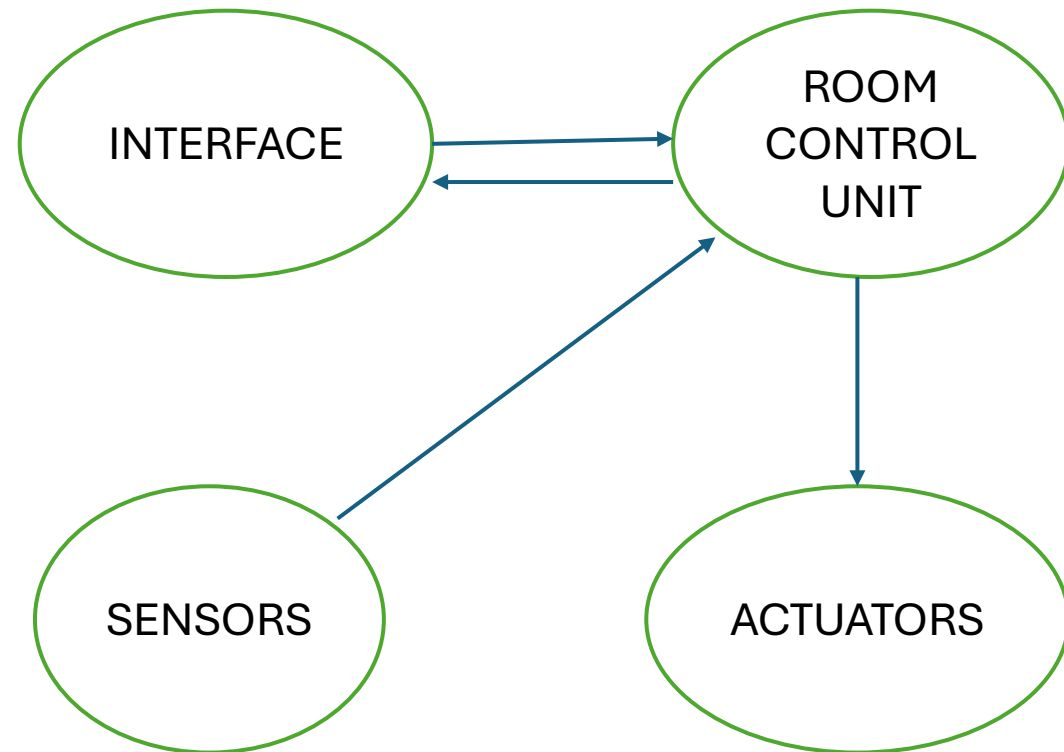 INTERFACE
ROOM
CONTROL
UNIT
SENSORS
ACTUATORS